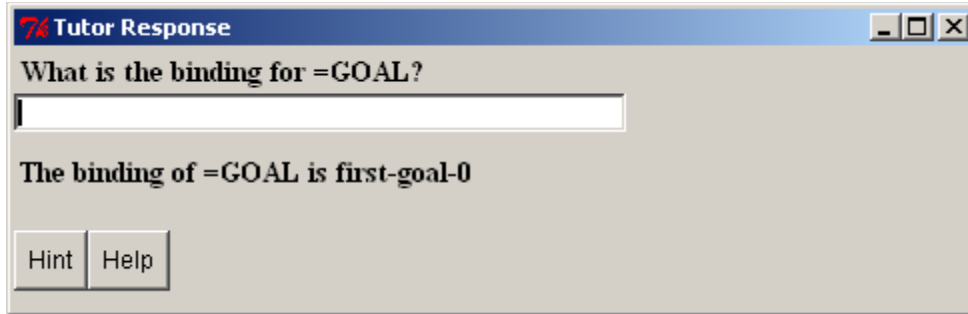 Tutor Response
What is the binding for =GOAL?
The binding of =GOAL is first-goal-0
Hint Help